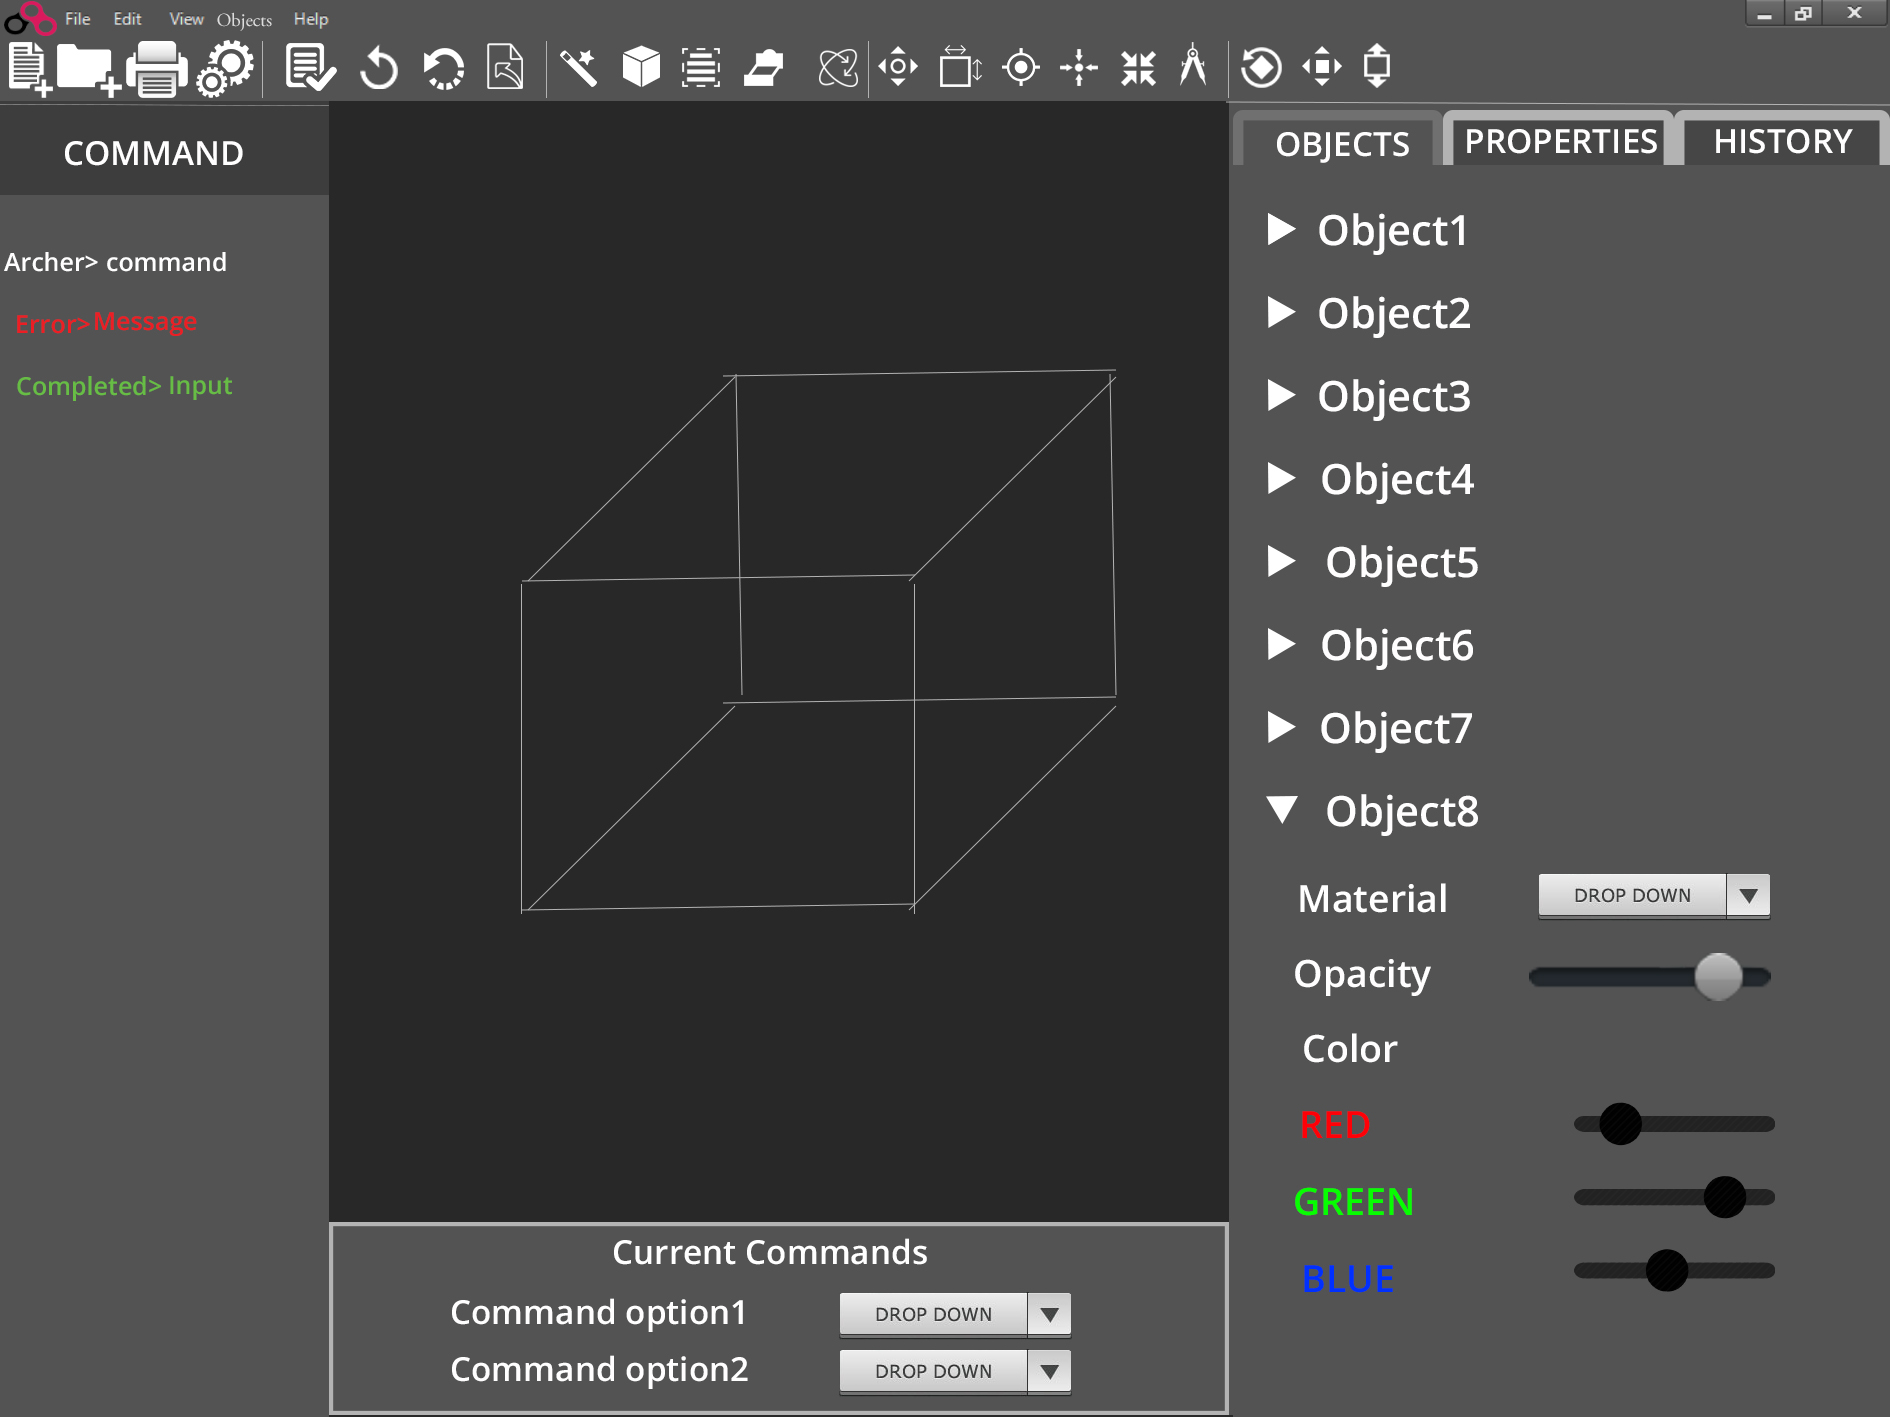 File Edit View Objects Help
COMMAND
Archer> command
Error> Message
Completed> Input
OBJECTS PROPERTIES HISTORY
Object1
Object2
Object3
Object4
Object5
Object6
Object7
Object8
Material DROP DOWN
Opacity
Color
RED
GREEN
BLUE
Current Commands
Command option1 DROP DOWN
Command option2 DROP DOWN